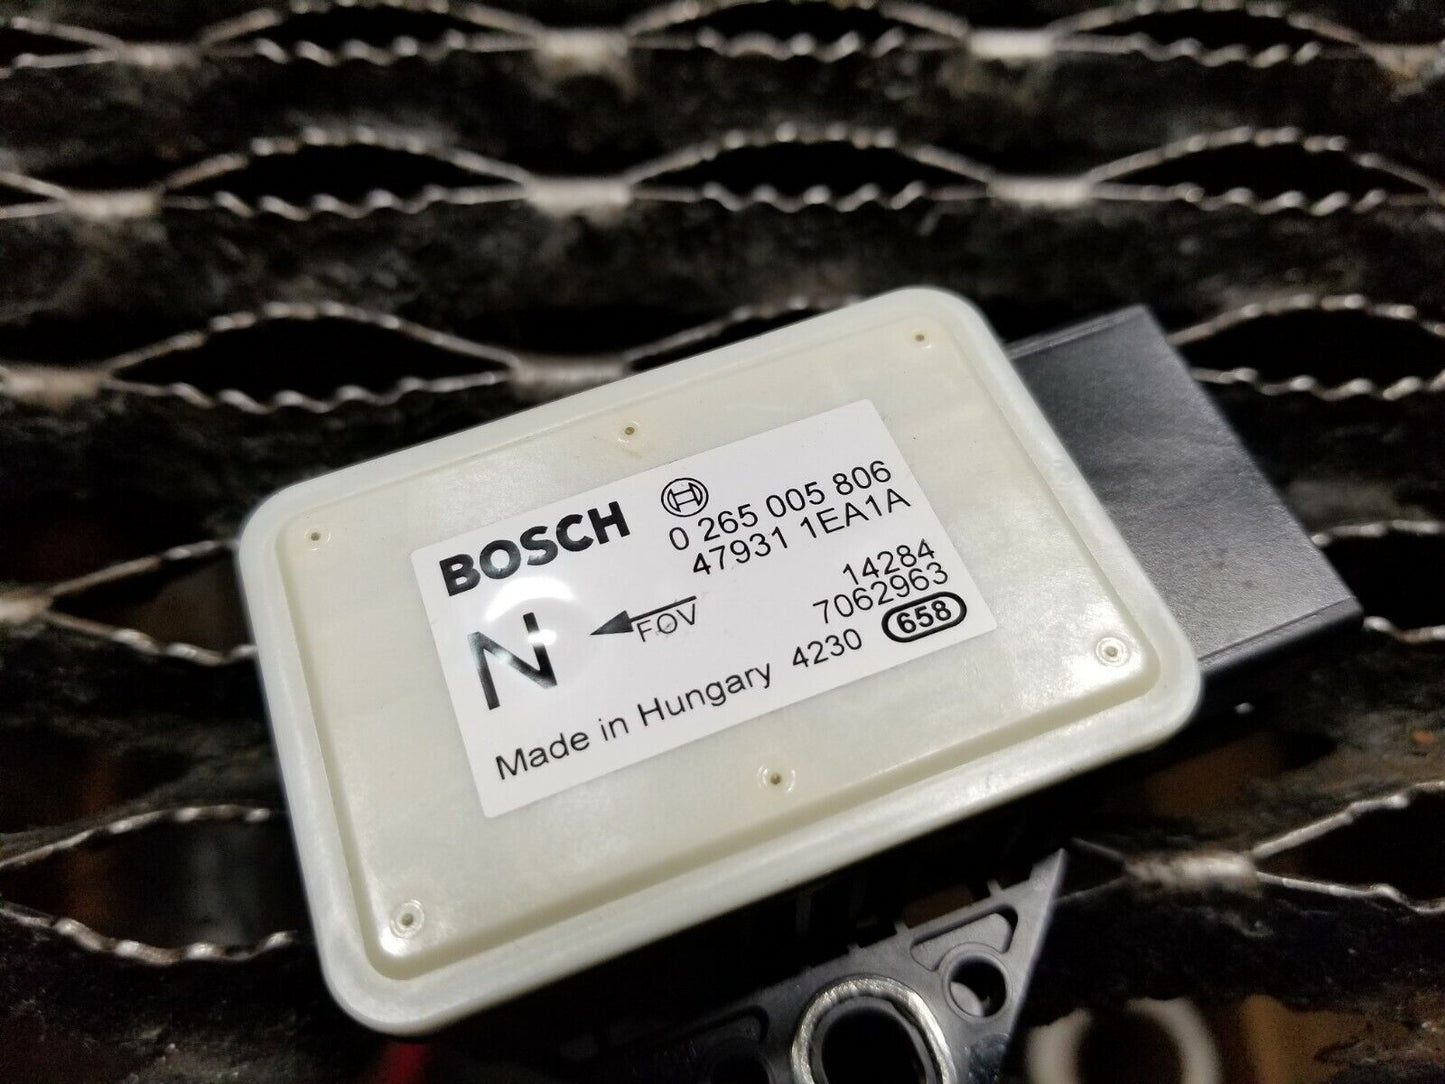 BOSCH
0 265 005 806
47931 1EA1A
14284
N FOV 7062963
Made in Hungary 4230 658